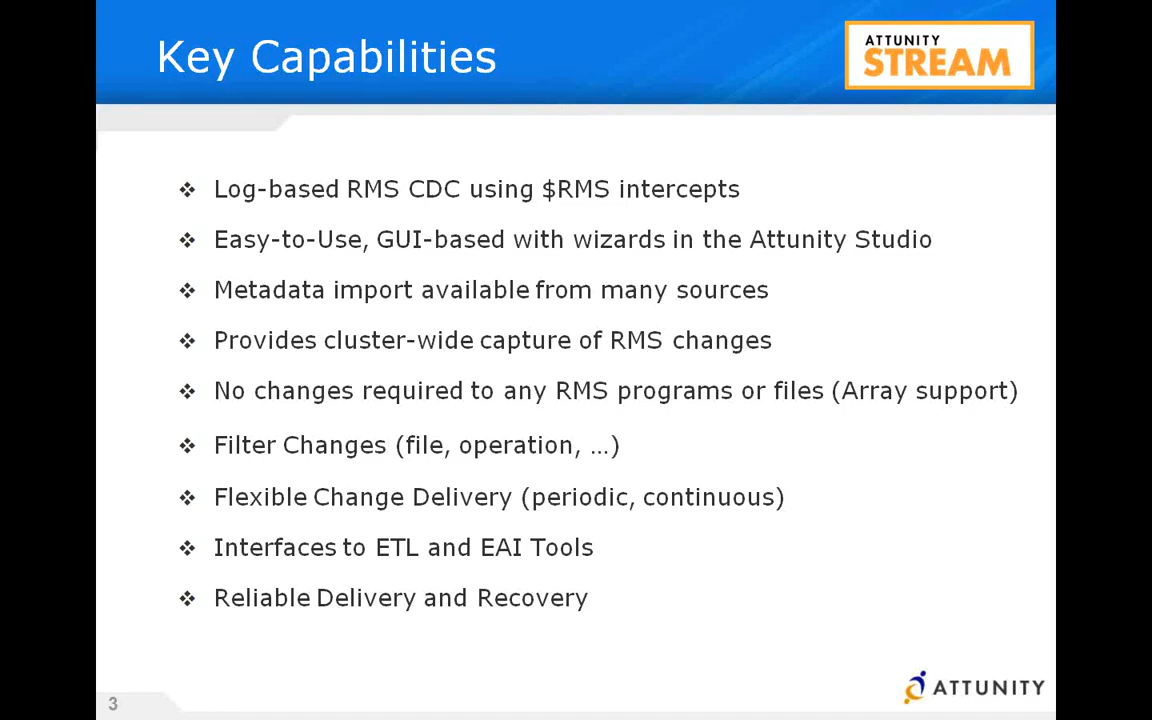 Key Capabilities
ATTUNITY
STREAM
❖ Log-based RMS CDC using $RMS intercepts
❖ Easy-to-Use, GUI-based with wizards in the Attunity Studio
❖ Metadata import available from many sources
❖ Provides cluster-wide capture of RMS changes
❖ No changes required to any RMS programs or files (Array support)
❖ Filter Changes (file, operation, …)
❖ Flexible Change Delivery (periodic, continuous)
❖ Interfaces to ETL and EAI Tools
❖ Reliable Delivery and Recovery
3
ATTUNITY